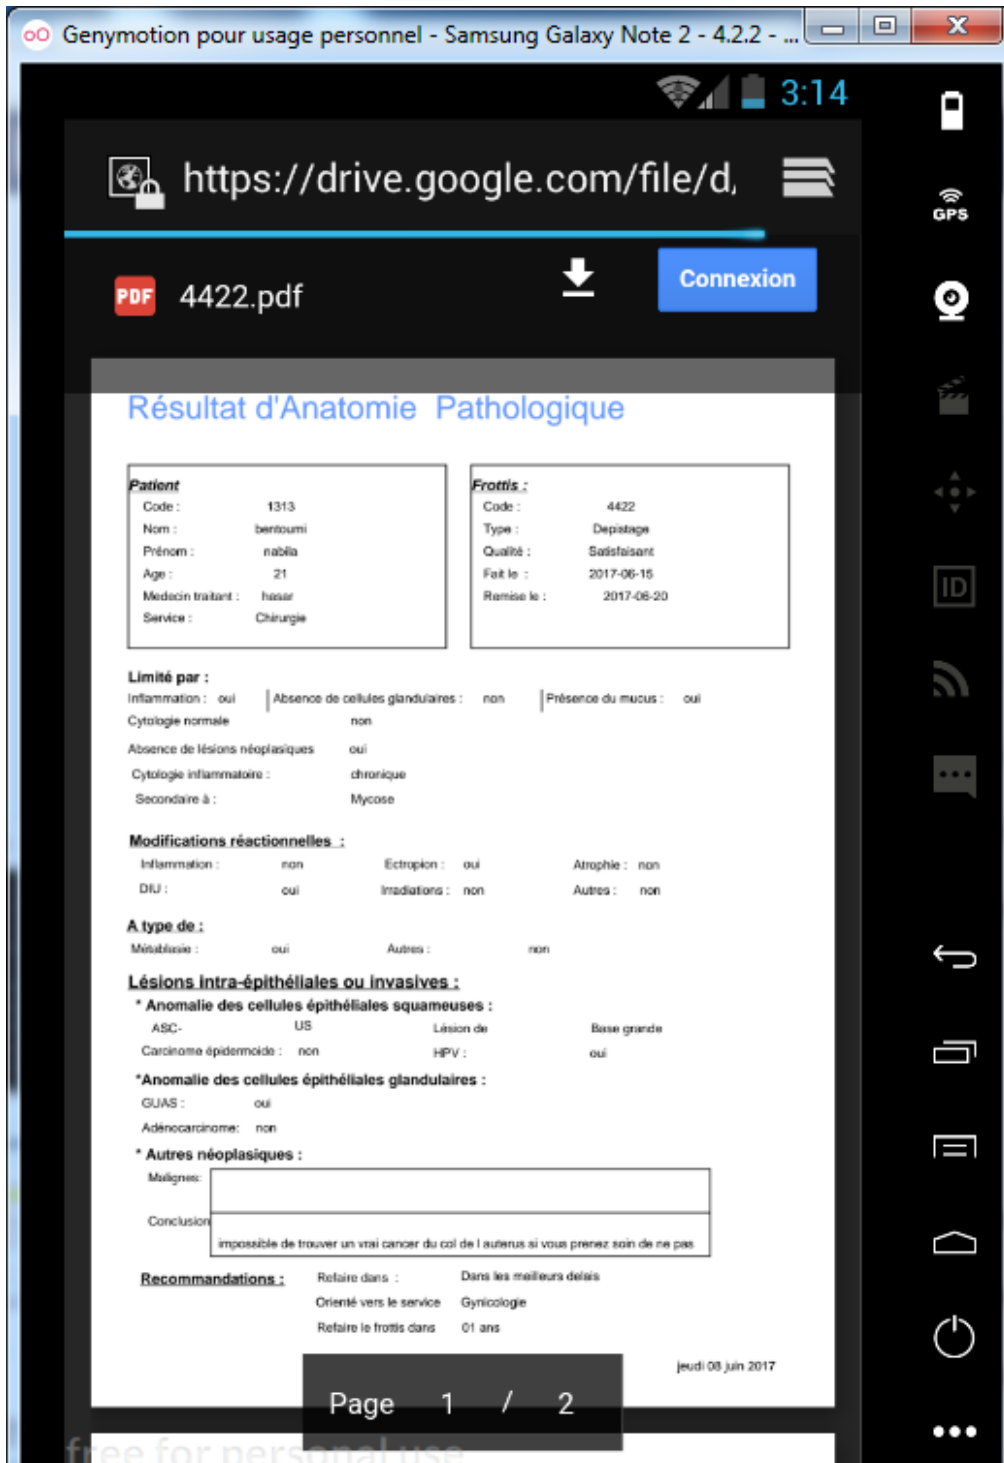 Genymotion pour usage personnel - Samsung Galaxy Note 2 - 4.2.2 - ...
3:14
https://drive.google.com/file/d/
GPS
PDF 4422.pdf
Connexion
Résultat d'Anatomie Pathologique
Patient
Code : 1313
Nom : bentoumi
Prénom : nabila
Age : 21
Medecin traitant : hasar
Service : Chirurgie
Frottis :
Code : 4422
Type : Depistage
Qualité : Satisfaisant
Fait le : 2017-06-15
Remise le : 2017-06-20
ID
Limité par :
Inflammation : oui Absence de cellules glandulaires : non Présence du mucus : oui
Cytologie normale non
Absence de lésions néoplasiques oui
Cytologie inflammatoire : chronique
Secondaire à : Mycose
Modifications réactionnelles :
Inflammation : non Ectropion : oui Atrophie : non
DIU : oui Irradiations : non Autres : non
A type de :
Métablasie : oui Autres : non
Lésions intra-épithéliales ou invasives :
* Anomalie des cellules épithéliales squameuses :
ASC- US Lésion de Base grande
Carcinome épidermoide : non HPV : oui
*Anomalie des cellules épithéliales glandulaires :
GUAS : oui
Adénocarcinome: non
* Autres néoplasiques :
Malignes:
Conclusion
impossible de trouver un vrai cancer du col de l auterus si vous prenez soin de ne pas
Recommandations : Refaire dans : Dans les meilleurs delais
Orienté vers le service Gynicologie
Refaire le frottis dans 01 ans
jeudi 08 juin 2017
Page 1 / 2
free for personal use